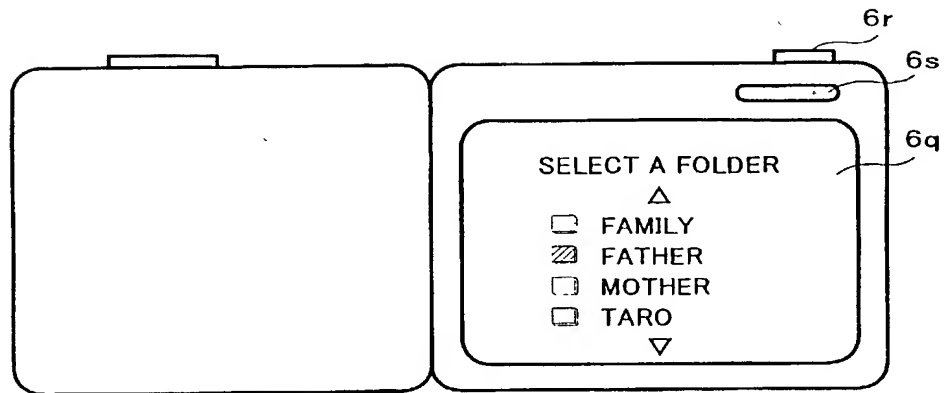 6r
6s
6q
SELECT A FOLDER
FAMILY
FATHER
MOTHER
TARO